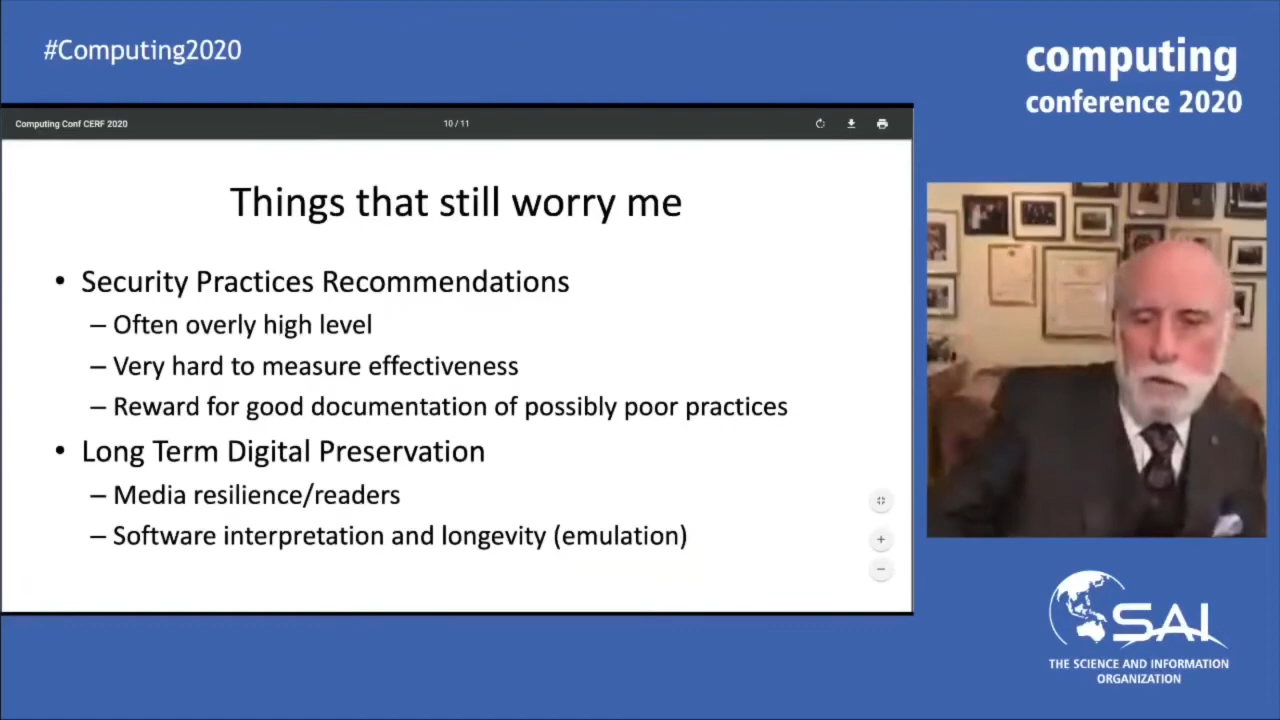 #Computing2020
computing
conference 2020
Computing Conf CERF 2020
10 / 11
Things that still worry me
• Security Practices Recommendations
– Often overly high level
– Very hard to measure effectiveness
– Reward for good documentation of possibly poor practices
• Long Term Digital Preservation
– Media resilience/readers
– Software interpretation and longevity (emulation)
SAI
THE SCIENCE AND INFORMATION
ORGANIZATION